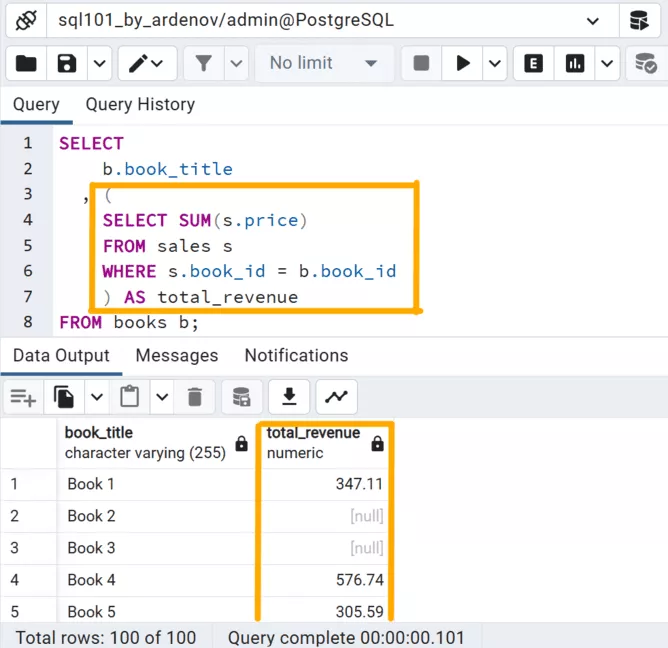 sql101_by_ardenov/admin@PostgreSQL
No limit
E
Query Query History
1 SELECT
2 b.book_title
3 , (
4 SELECT SUM(s.price)
5 FROM sales s
6 WHERE s.book_id = b.book_id
7 ) AS total_revenue
8 FROM books b;
Data Output Messages Notifications
book_title total_revenue
character varying (255) numeric
1 Book 1 347.11
2 Book 2 [null]
3 Book 3 [null]
4 Book 4 576.74
5 Book 5 305.59
Total rows: 100 of 100 Query complete 00:00:00.101